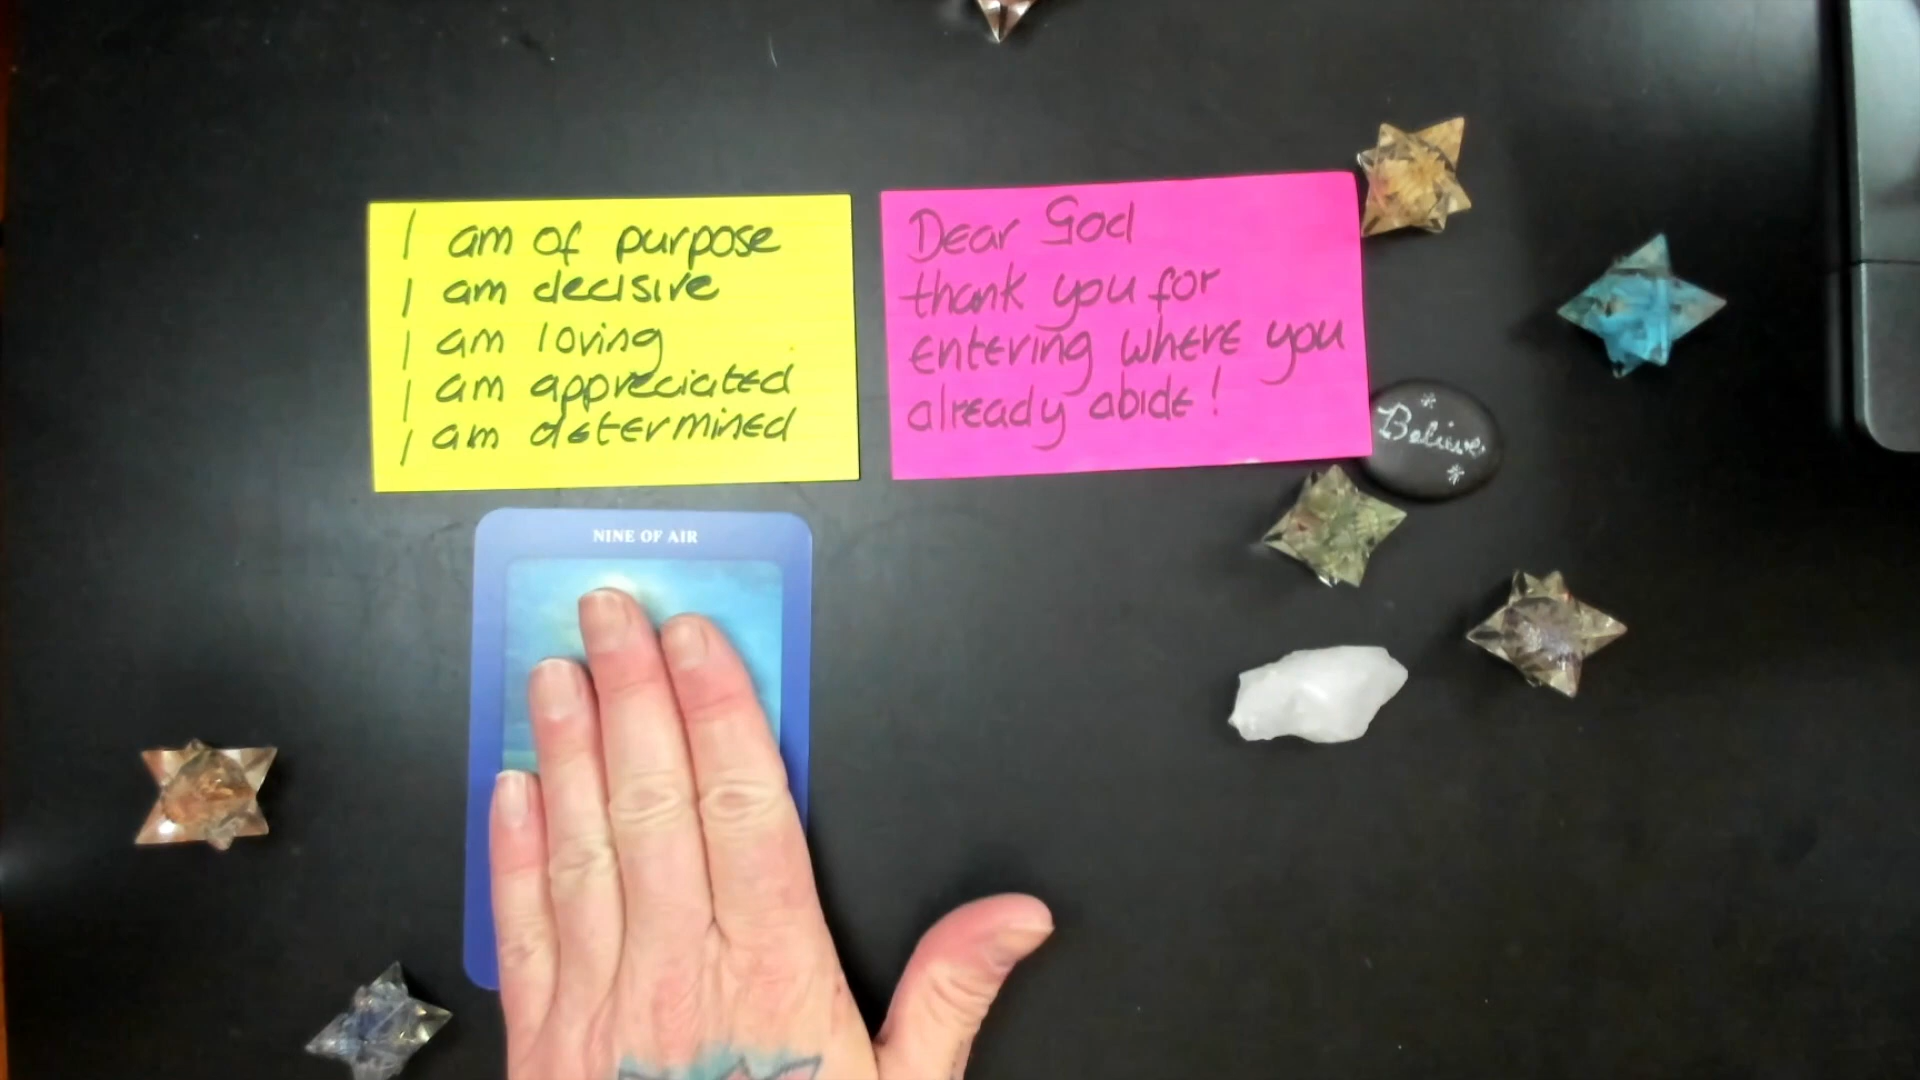 I am of purpose
I am decisive
I am loving
I am appreciated
I am determined
Dear God
thank you for
entering where you
already abide!
*
Believe
*
NINE OF AIR